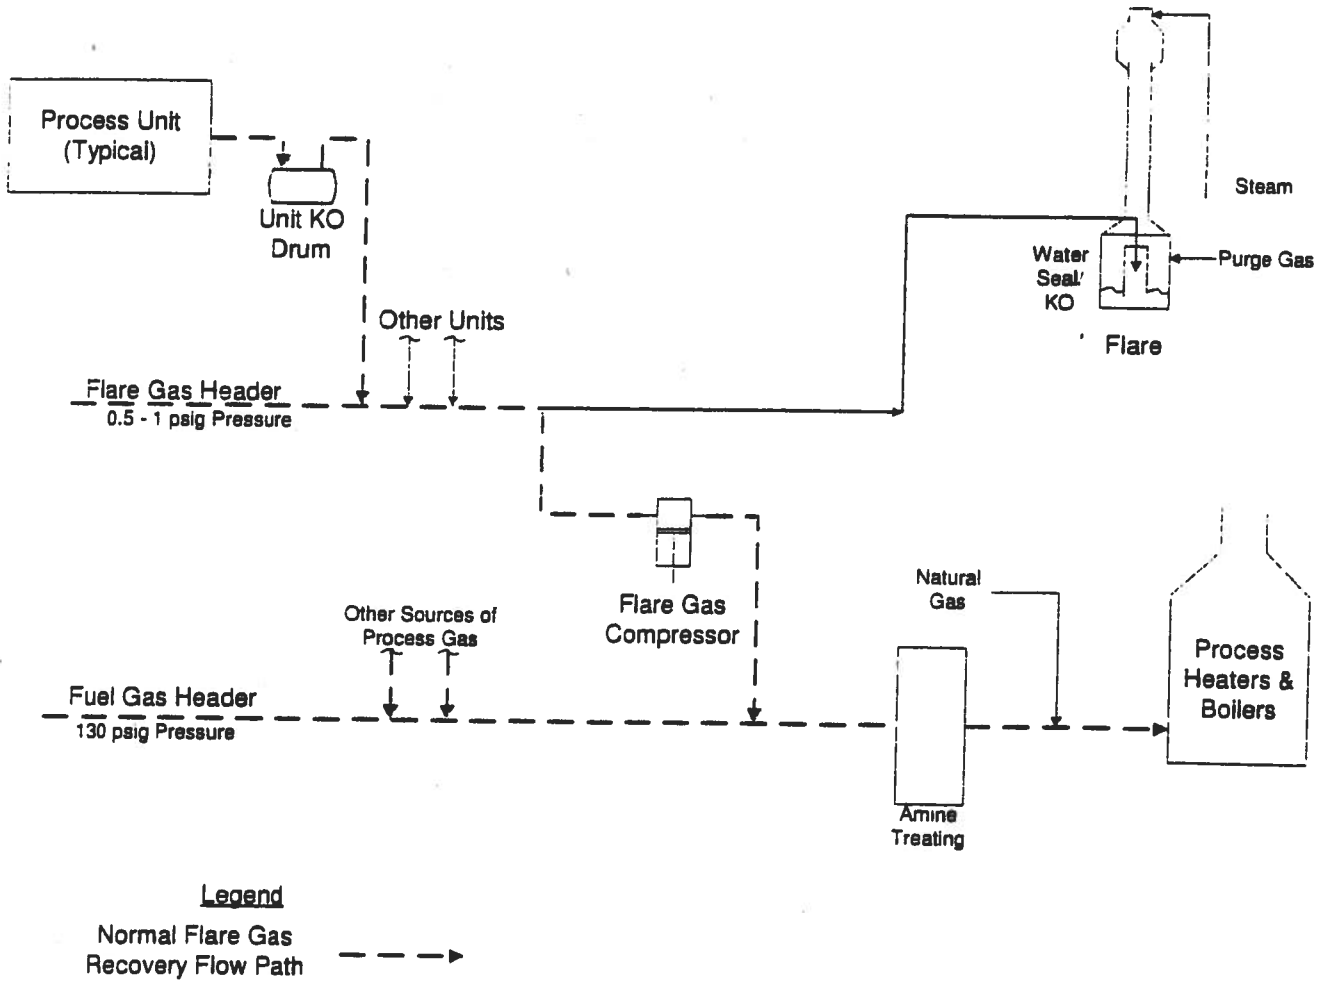 Process Unit
(Typical)
Unit KO
Drum
Steam
Water
Seal/
KO
Purge Gas
Flare
Other Units
Flare Gas Header
0.5 - 1 psig Pressure
Flare Gas
Compressor
Natural
Gas
Other Sources of
Process Gas
Process
Heaters &
Boilers
Fuel Gas Header
130 psig Pressure
Amine
Treating
Legend
Normal Flare Gas
Recovery Flow Path